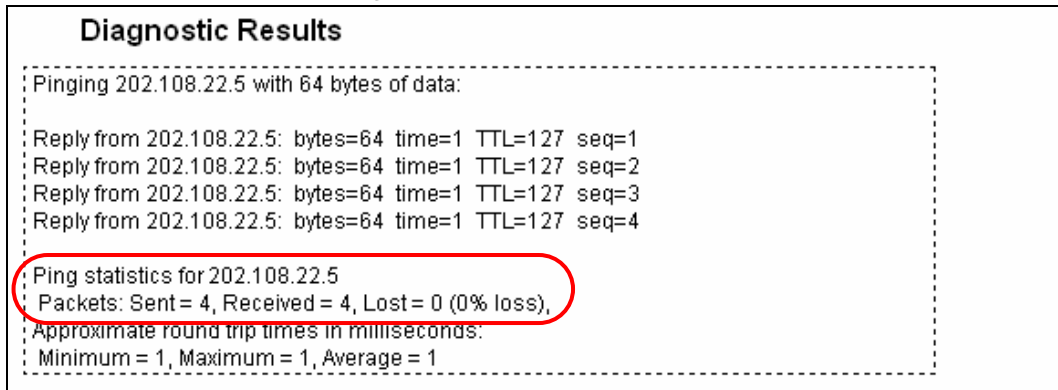 Diagnostic Results
Pinging 202.108.22.5 with 64 bytes of data:
Reply from 202.108.22.5: bytes=64 time=1 TTL=127 seq=1
Reply from 202.108.22.5: bytes=64 time=1 TTL=127 seq=2
Reply from 202.108.22.5: bytes=64 time=1 TTL=127 seq=3
Reply from 202.108.22.5: bytes=64 time=1 TTL=127 seq=4
Ping statistics for 202.108.22.5
Packets: Sent = 4, Received = 4, Lost = 0 (0% loss),
Approximate round trip times in milliseconds:
Minimum = 1, Maximum = 1, Average = 1